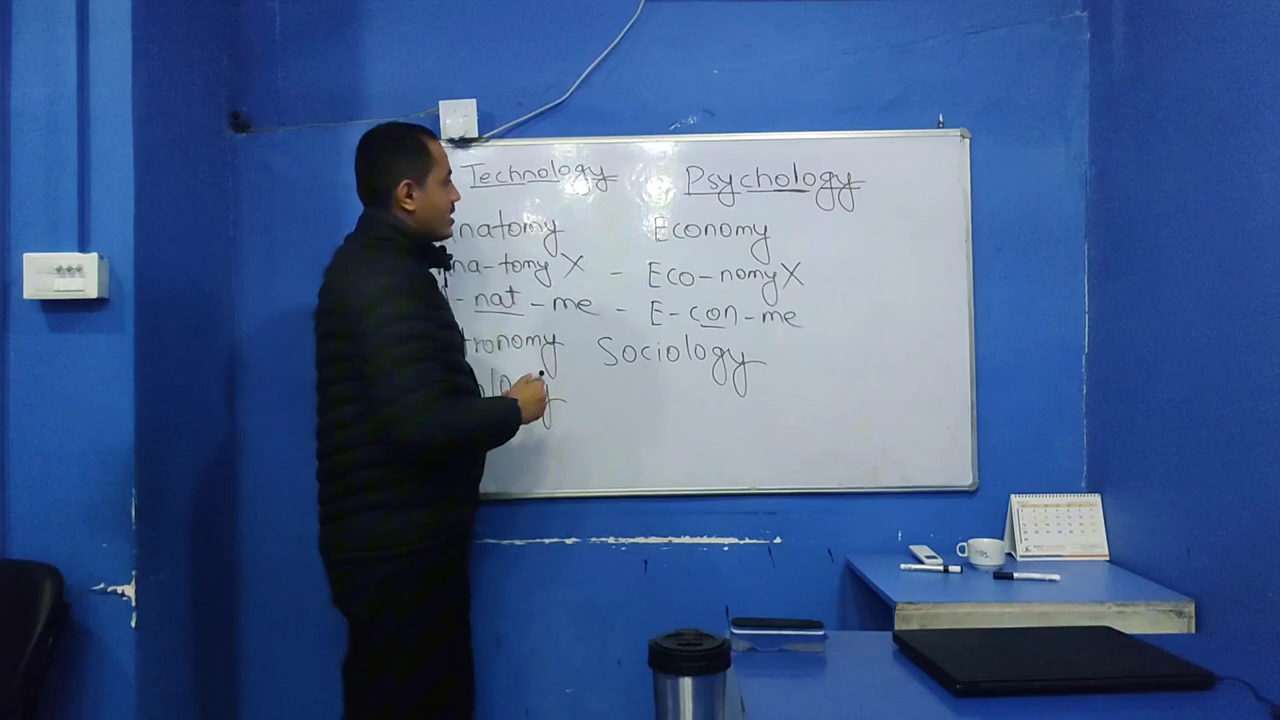 Technology Psychology
natomy Economy
na-tomy X - Eco-nomy X
- nat - me - E-con-me
tronomy Sociology